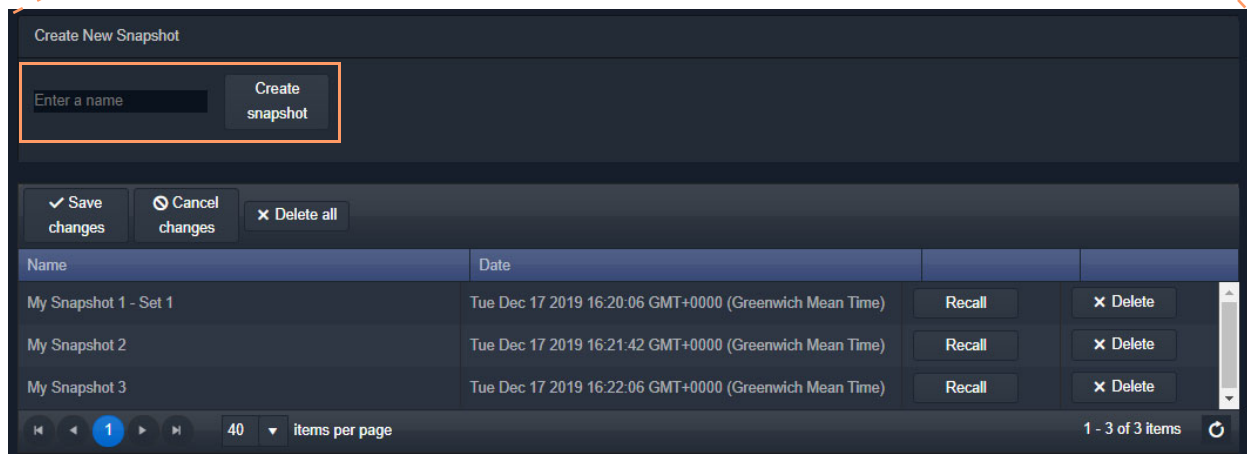 Create New Snapshot
Enter a name
Create
snapshot
Save
changes
Cancel
changes
Delete all
Name Date
My Snapshot 1 - Set 1 Tue Dec 17 2019 16:20:06 GMT+0000 (Greenwich Mean Time) Recall Delete
My Snapshot 2 Tue Dec 17 2019 16:21:42 GMT+0000 (Greenwich Mean Time) Recall Delete
My Snapshot 3 Tue Dec 17 2019 16:22:06 GMT+0000 (Greenwich Mean Time) Recall Delete
1 40 items per page 1 - 3 of 3 items